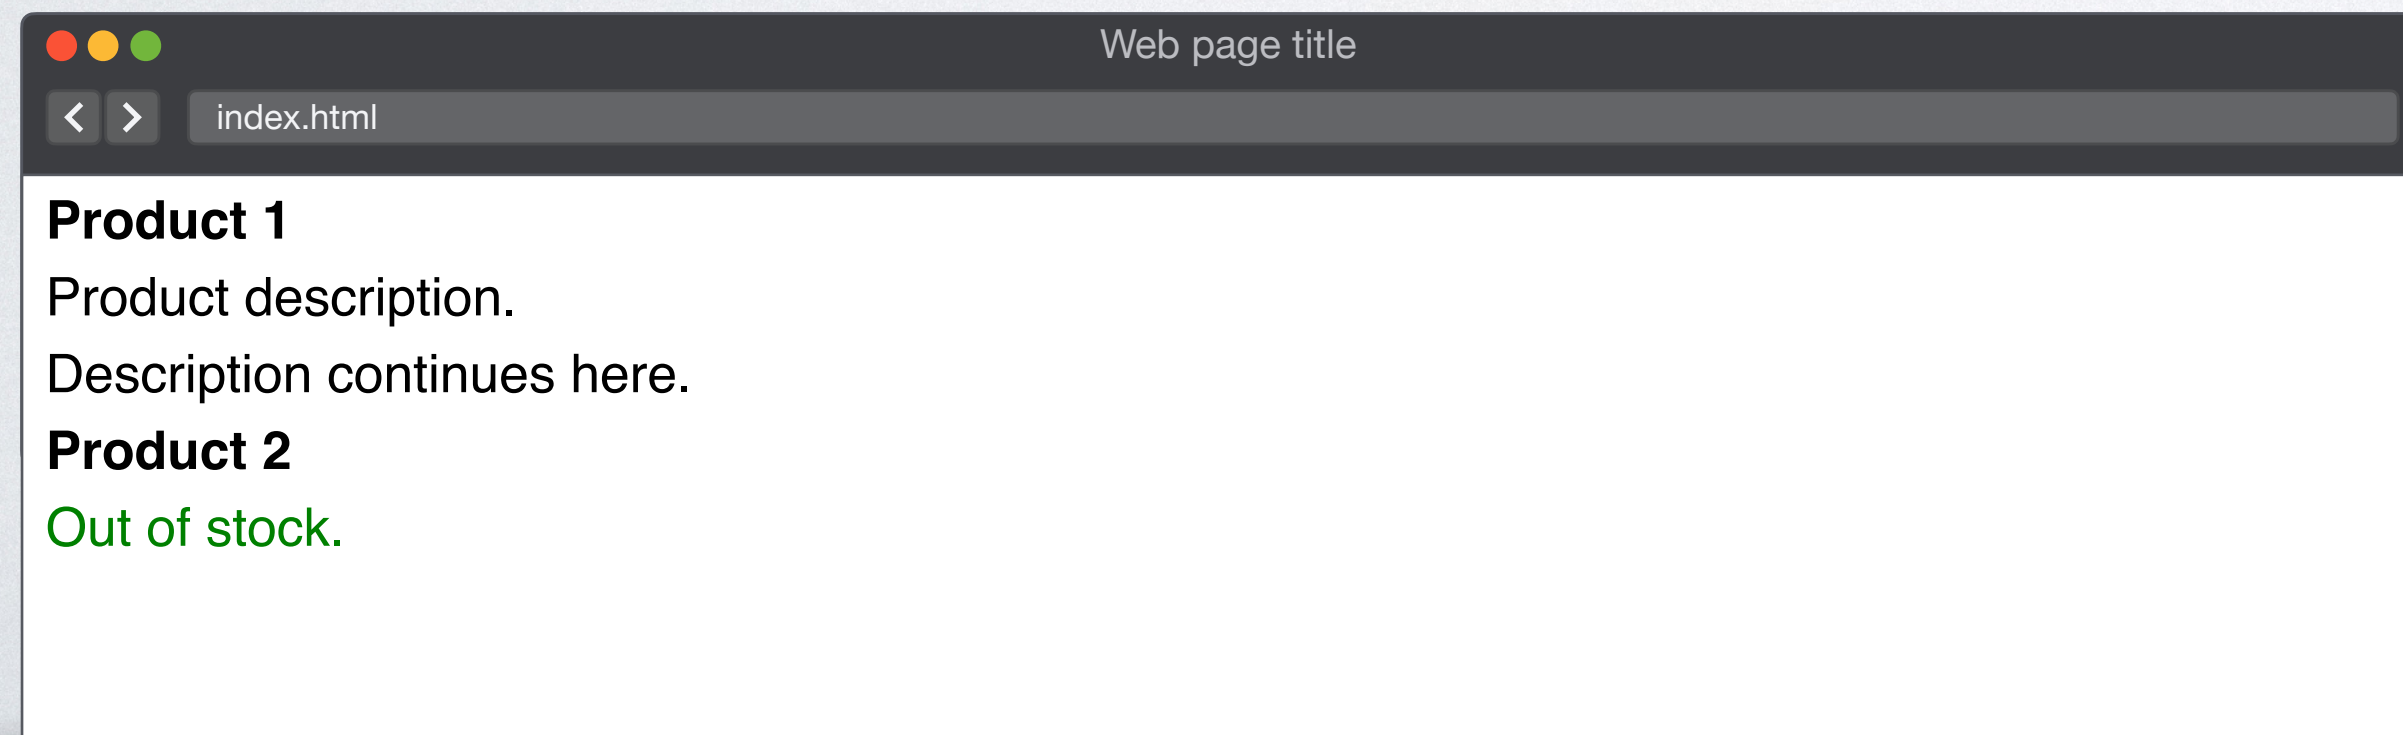 Web page title
index.html
Product 1
Product description.
Description continues here.
Product 2
Out of stock.